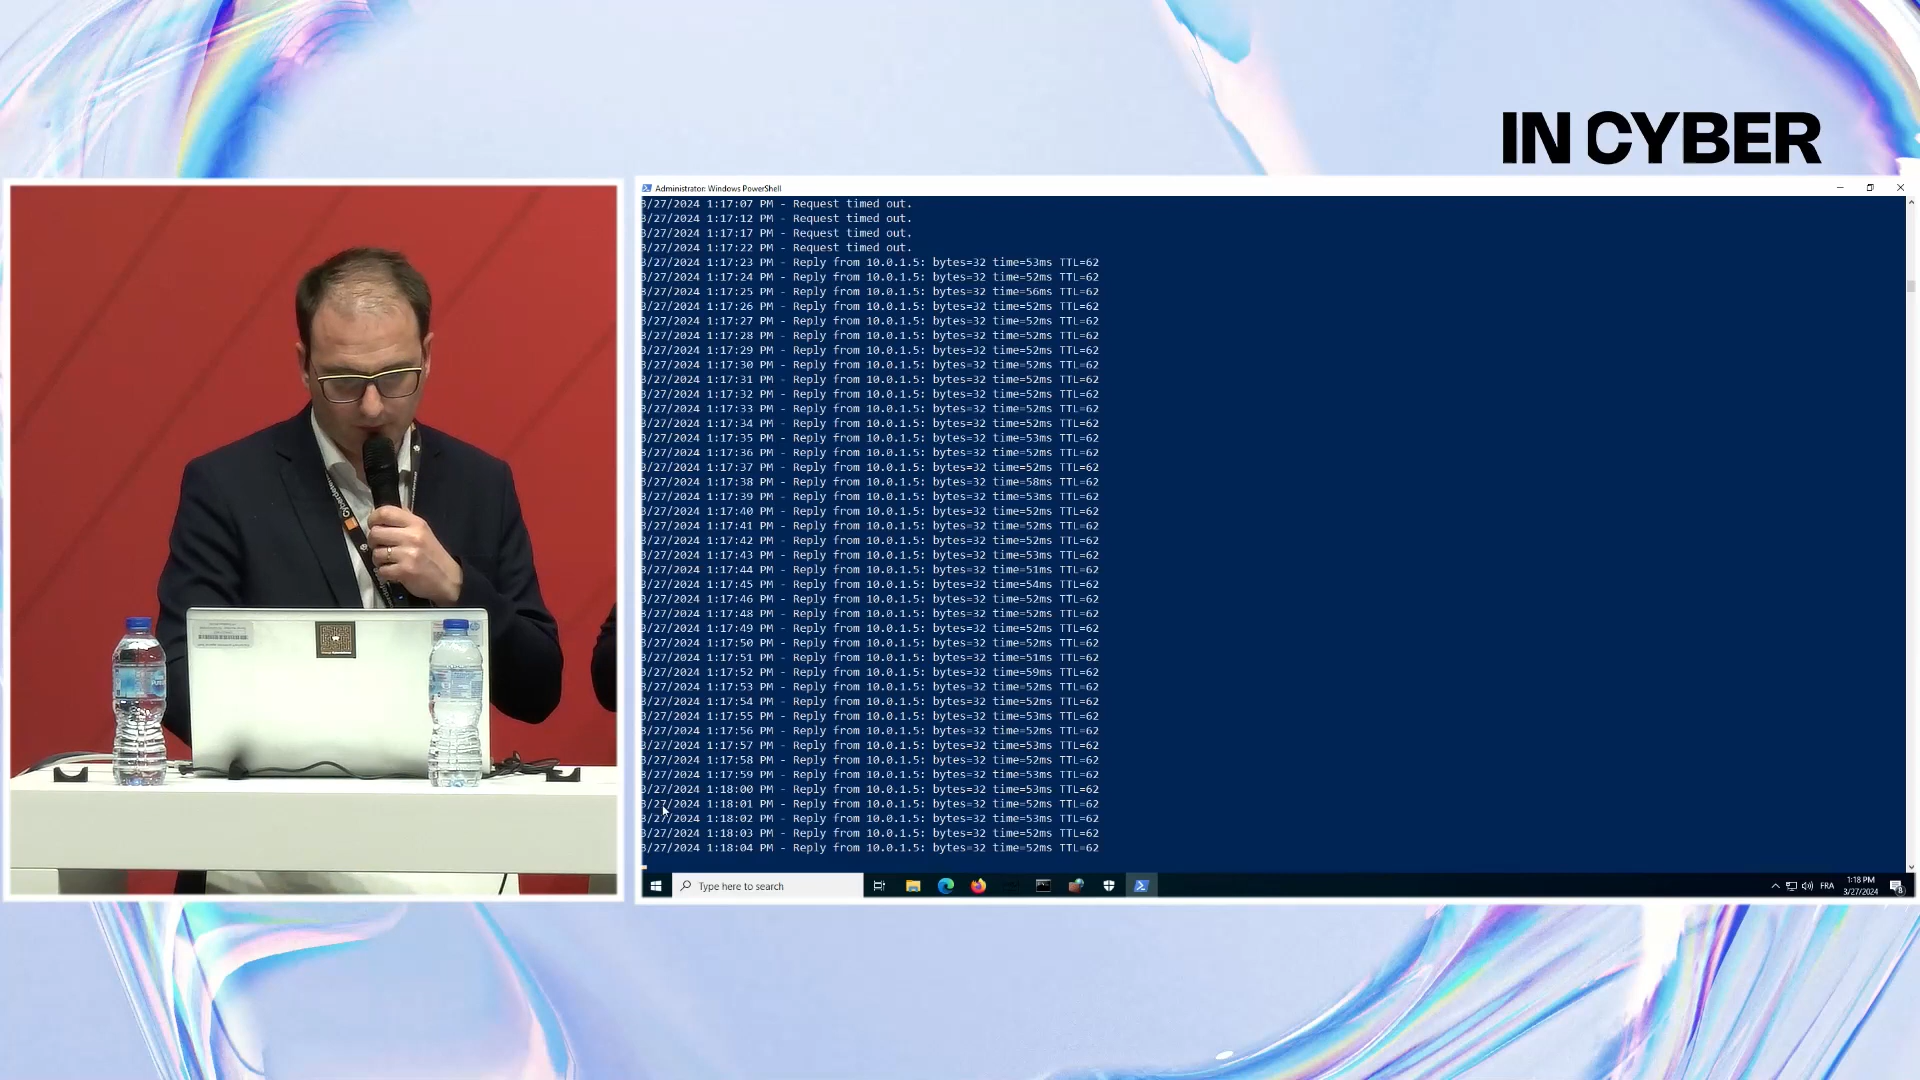 IN CYBER
Administrator: Windows PowerShell
3/27/2024 1:17:07 PM - Request timed out.
3/27/2024 1:17:12 PM - Request timed out.
3/27/2024 1:17:17 PM - Request timed out.
3/27/2024 1:17:22 PM - Request timed out.
3/27/2024 1:17:23 PM - Reply from 10.0.1.5: bytes=32 time=53ms TTL=62
3/27/2024 1:17:24 PM - Reply from 10.0.1.5: bytes=32 time=52ms TTL=62
3/27/2024 1:17:25 PM - Reply from 10.0.1.5: bytes=32 time=56ms TTL=62
3/27/2024 1:17:26 PM - Reply from 10.0.1.5: bytes=32 time=52ms TTL=62
3/27/2024 1:17:27 PM - Reply from 10.0.1.5: bytes=32 time=52ms TTL=62
3/27/2024 1:17:28 PM - Reply from 10.0.1.5: bytes=32 time=52ms TTL=62
3/27/2024 1:17:29 PM - Reply from 10.0.1.5: bytes=32 time=52ms TTL=62
3/27/2024 1:17:30 PM - Reply from 10.0.1.5: bytes=32 time=52ms TTL=62
3/27/2024 1:17:31 PM - Reply from 10.0.1.5: bytes=32 time=52ms TTL=62
3/27/2024 1:17:32 PM - Reply from 10.0.1.5: bytes=32 time=52ms TTL=62
3/27/2024 1:17:33 PM - Reply from 10.0.1.5: bytes=32 time=52ms TTL=62
3/27/2024 1:17:34 PM - Reply from 10.0.1.5: bytes=32 time=52ms TTL=62
3/27/2024 1:17:35 PM - Reply from 10.0.1.5: bytes=32 time=53ms TTL=62
3/27/2024 1:17:36 PM - Reply from 10.0.1.5: bytes=32 time=52ms TTL=62
3/27/2024 1:17:37 PM - Reply from 10.0.1.5: bytes=32 time=52ms TTL=62
3/27/2024 1:17:38 PM - Reply from 10.0.1.5: bytes=32 time=58ms TTL=62
3/27/2024 1:17:39 PM - Reply from 10.0.1.5: bytes=32 time=53ms TTL=62
3/27/2024 1:17:40 PM - Reply from 10.0.1.5: bytes=32 time=52ms TTL=62
3/27/2024 1:17:41 PM - Reply from 10.0.1.5: bytes=32 time=52ms TTL=62
3/27/2024 1:17:42 PM - Reply from 10.0.1.5: bytes=32 time=52ms TTL=62
3/27/2024 1:17:43 PM - Reply from 10.0.1.5: bytes=32 time=53ms TTL=62
3/27/2024 1:17:44 PM - Reply from 10.0.1.5: bytes=32 time=51ms TTL=62
3/27/2024 1:17:45 PM - Reply from 10.0.1.5: bytes=32 time=54ms TTL=62
3/27/2024 1:17:46 PM - Reply from 10.0.1.5: bytes=32 time=52ms TTL=62
3/27/2024 1:17:48 PM - Reply from 10.0.1.5: bytes=32 time=52ms TTL=62
3/27/2024 1:17:49 PM - Reply from 10.0.1.5: bytes=32 time=52ms TTL=62
3/27/2024 1:17:50 PM - Reply from 10.0.1.5: bytes=32 time=52ms TTL=62
3/27/2024 1:17:51 PM - Reply from 10.0.1.5: bytes=32 time=51ms TTL=62
3/27/2024 1:17:52 PM - Reply from 10.0.1.5: bytes=32 time=59ms TTL=62
3/27/2024 1:17:53 PM - Reply from 10.0.1.5: bytes=32 time=52ms TTL=62
3/27/2024 1:17:54 PM - Reply from 10.0.1.5: bytes=32 time=52ms TTL=62
3/27/2024 1:17:55 PM - Reply from 10.0.1.5: bytes=32 time=53ms TTL=62
3/27/2024 1:17:56 PM - Reply from 10.0.1.5: bytes=32 time=52ms TTL=62
3/27/2024 1:17:57 PM - Reply from 10.0.1.5: bytes=32 time=53ms TTL=62
3/27/2024 1:17:58 PM - Reply from 10.0.1.5: bytes=32 time=52ms TTL=62
3/27/2024 1:17:59 PM - Reply from 10.0.1.5: bytes=32 time=53ms TTL=62
3/27/2024 1:18:00 PM - Reply from 10.0.1.5: bytes=32 time=53ms TTL=62
3/27/2024 1:18:01 PM - Reply from 10.0.1.5: bytes=32 time=52ms TTL=62
3/27/2024 1:18:02 PM - Reply from 10.0.1.5: bytes=32 time=53ms TTL=62
3/27/2024 1:18:03 PM - Reply from 10.0.1.5: bytes=32 time=52ms TTL=62
3/27/2024 1:18:04 PM - Reply from 10.0.1.5: bytes=32 time=52ms TTL=62
Type here to search
FRA
1:18 PM
3/27/2024